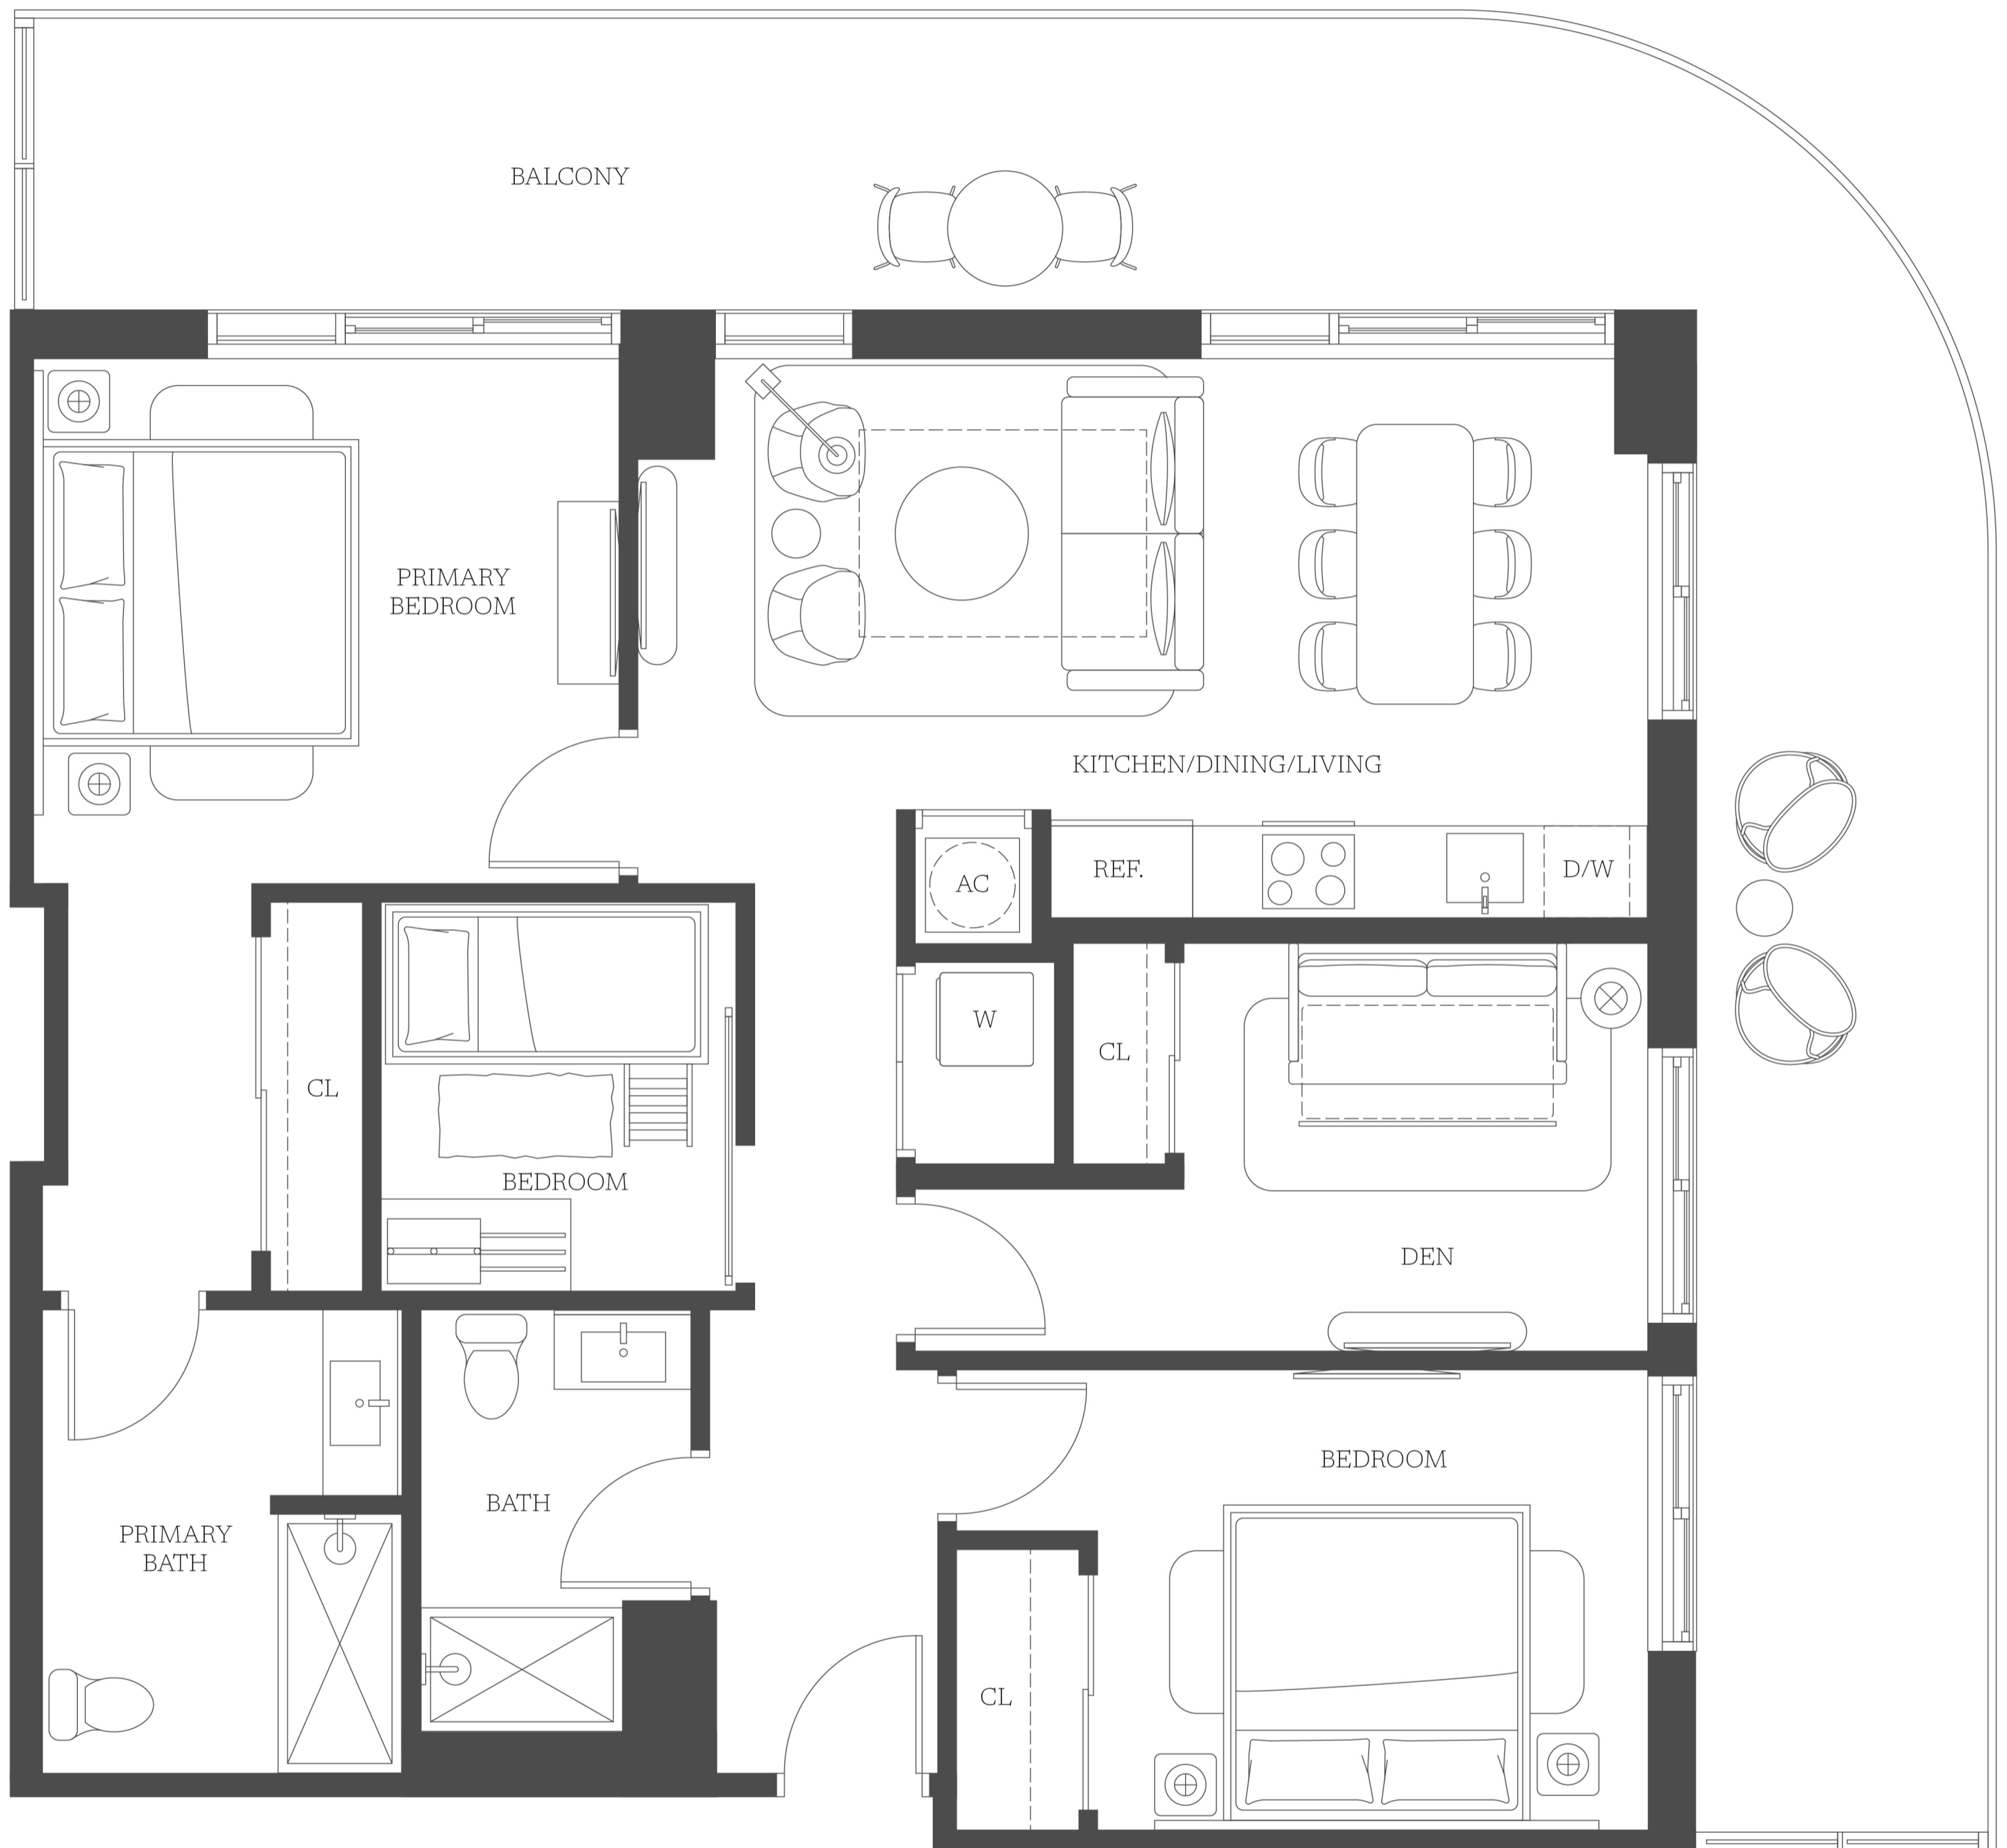 BALCONY
PRIMARY
BEDROOM
KITCHEN/DINING/LIVING
AC
REF.
D/W
W
CL
CL
BEDROOM
DEN
BEDROOM
BATH
PRIMARY
BATH
CL